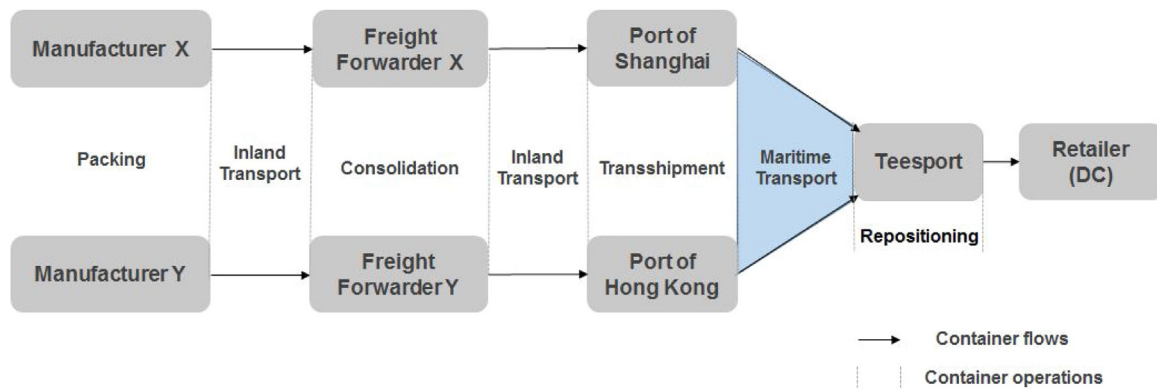 Manufacturer X
Freight
Forwarder X
Port of
Shanghai
Packing
Inland
Transport
Consolidation
Inland
Transport
Transshipment
Maritime
Transport
Teesport
Retailer
(DC)
Repositioning
Manufacturer Y
Freight
Forwarder Y
Port of
Hong Kong
Container flows
Container operations